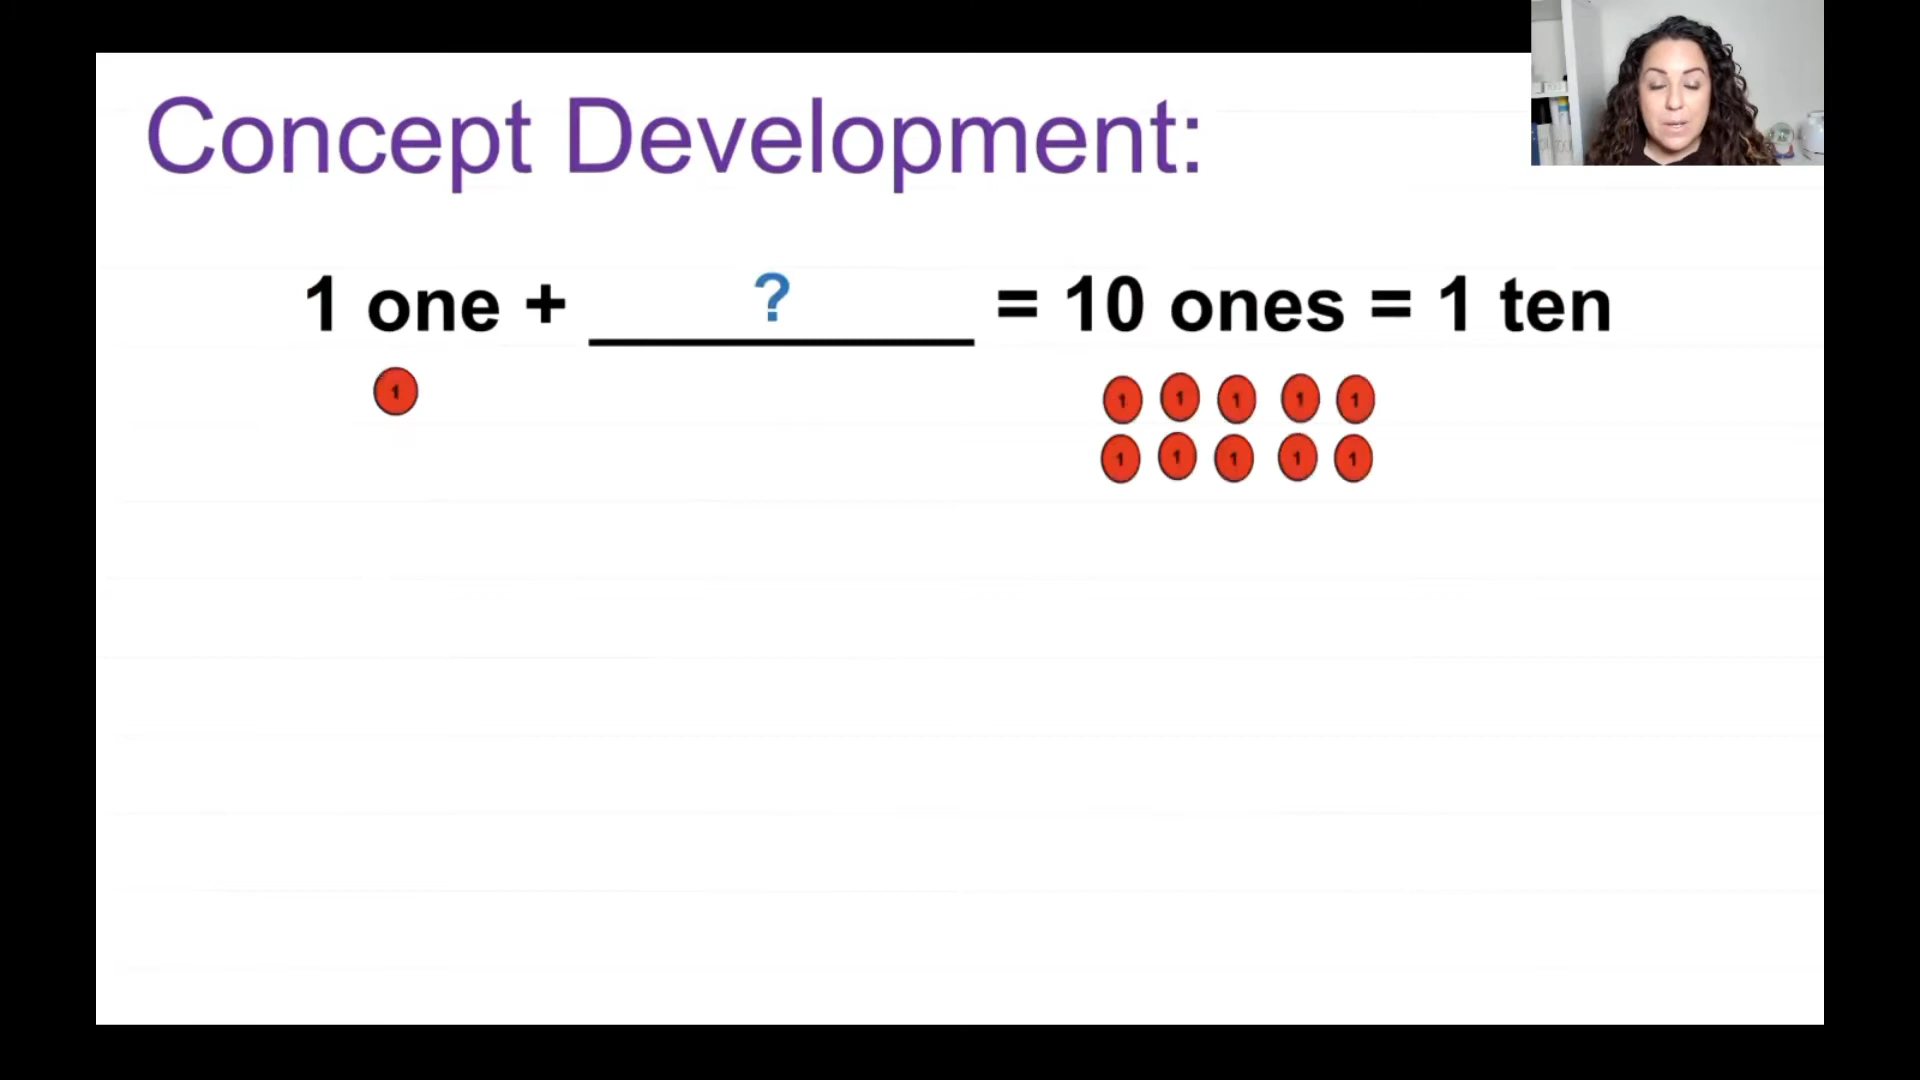 Concept Development:
1 one + ? = 10 ones = 1 ten
1
1 1 1 1 1
1 1 1 1 1